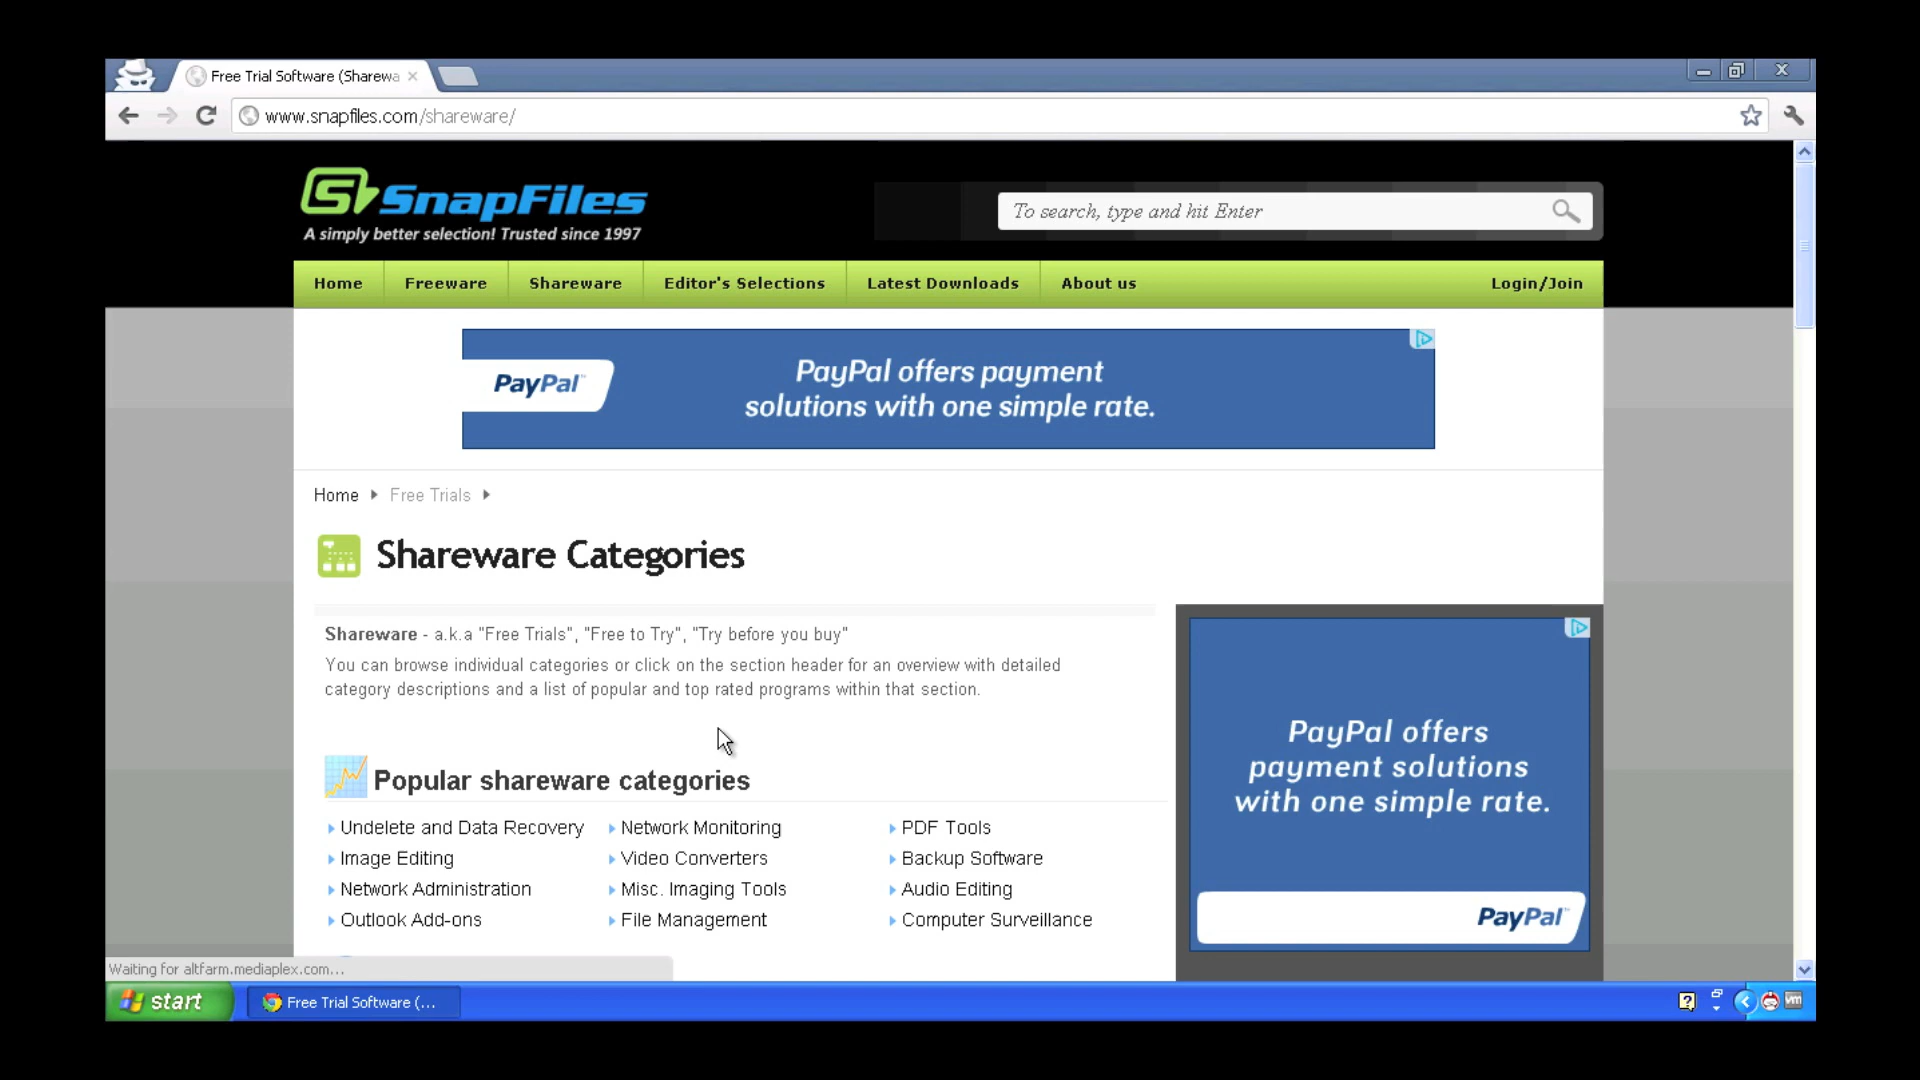 Free Trial Software (Sharewa
www.snapfiles.com/shareware/
SnapFiles
A simply better selection! Trusted since 1997
To search, type and hit Enter
Home Freeware Shareware Editor's Selections Latest Downloads About us Login/Join
PayPal™
PayPal offers payment
solutions with one simple rate.
Home Free Trials
Shareware Categories
Shareware - a.k.a "Free Trials", "Free to Try", "Try before you buy"
You can browse individual categories or click on the section header for an overview with detailed
category descriptions and a list of popular and top rated programs within that section.
PayPal offers
payment solutions
with one simple rate.
PayPal™
Popular shareware categories
Undelete and Data Recovery Network Monitoring PDF Tools
Image Editing Video Converters Backup Software
Network Administration Misc. Imaging Tools Audio Editing
Outlook Add-ons File Management Computer Surveillance
Waiting for altfarm.mediaplex.com...
start Free Trial Software (... vm